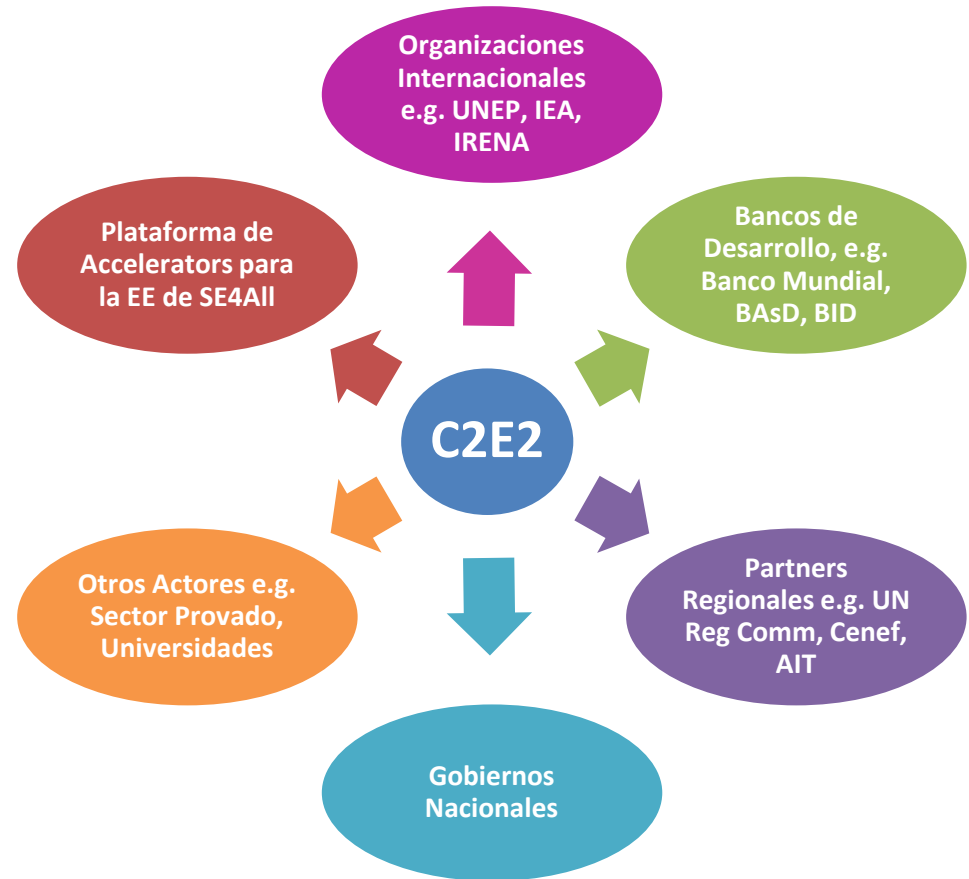 Organizaciones
Internacionales
e.g. UNEP, IEA,
IRENA
Plataforma de
Accelerators para
la EE de SE4All
Bancos de
Desarrollo, e.g.
Banco Mundial,
BAsD, BID
C2E2
Otros Actores e.g.
Sector Provado,
Universidades
Partners
Regionales e.g. UN
Reg Comm, Cenef,
AIT
Gobiernos
Nacionales